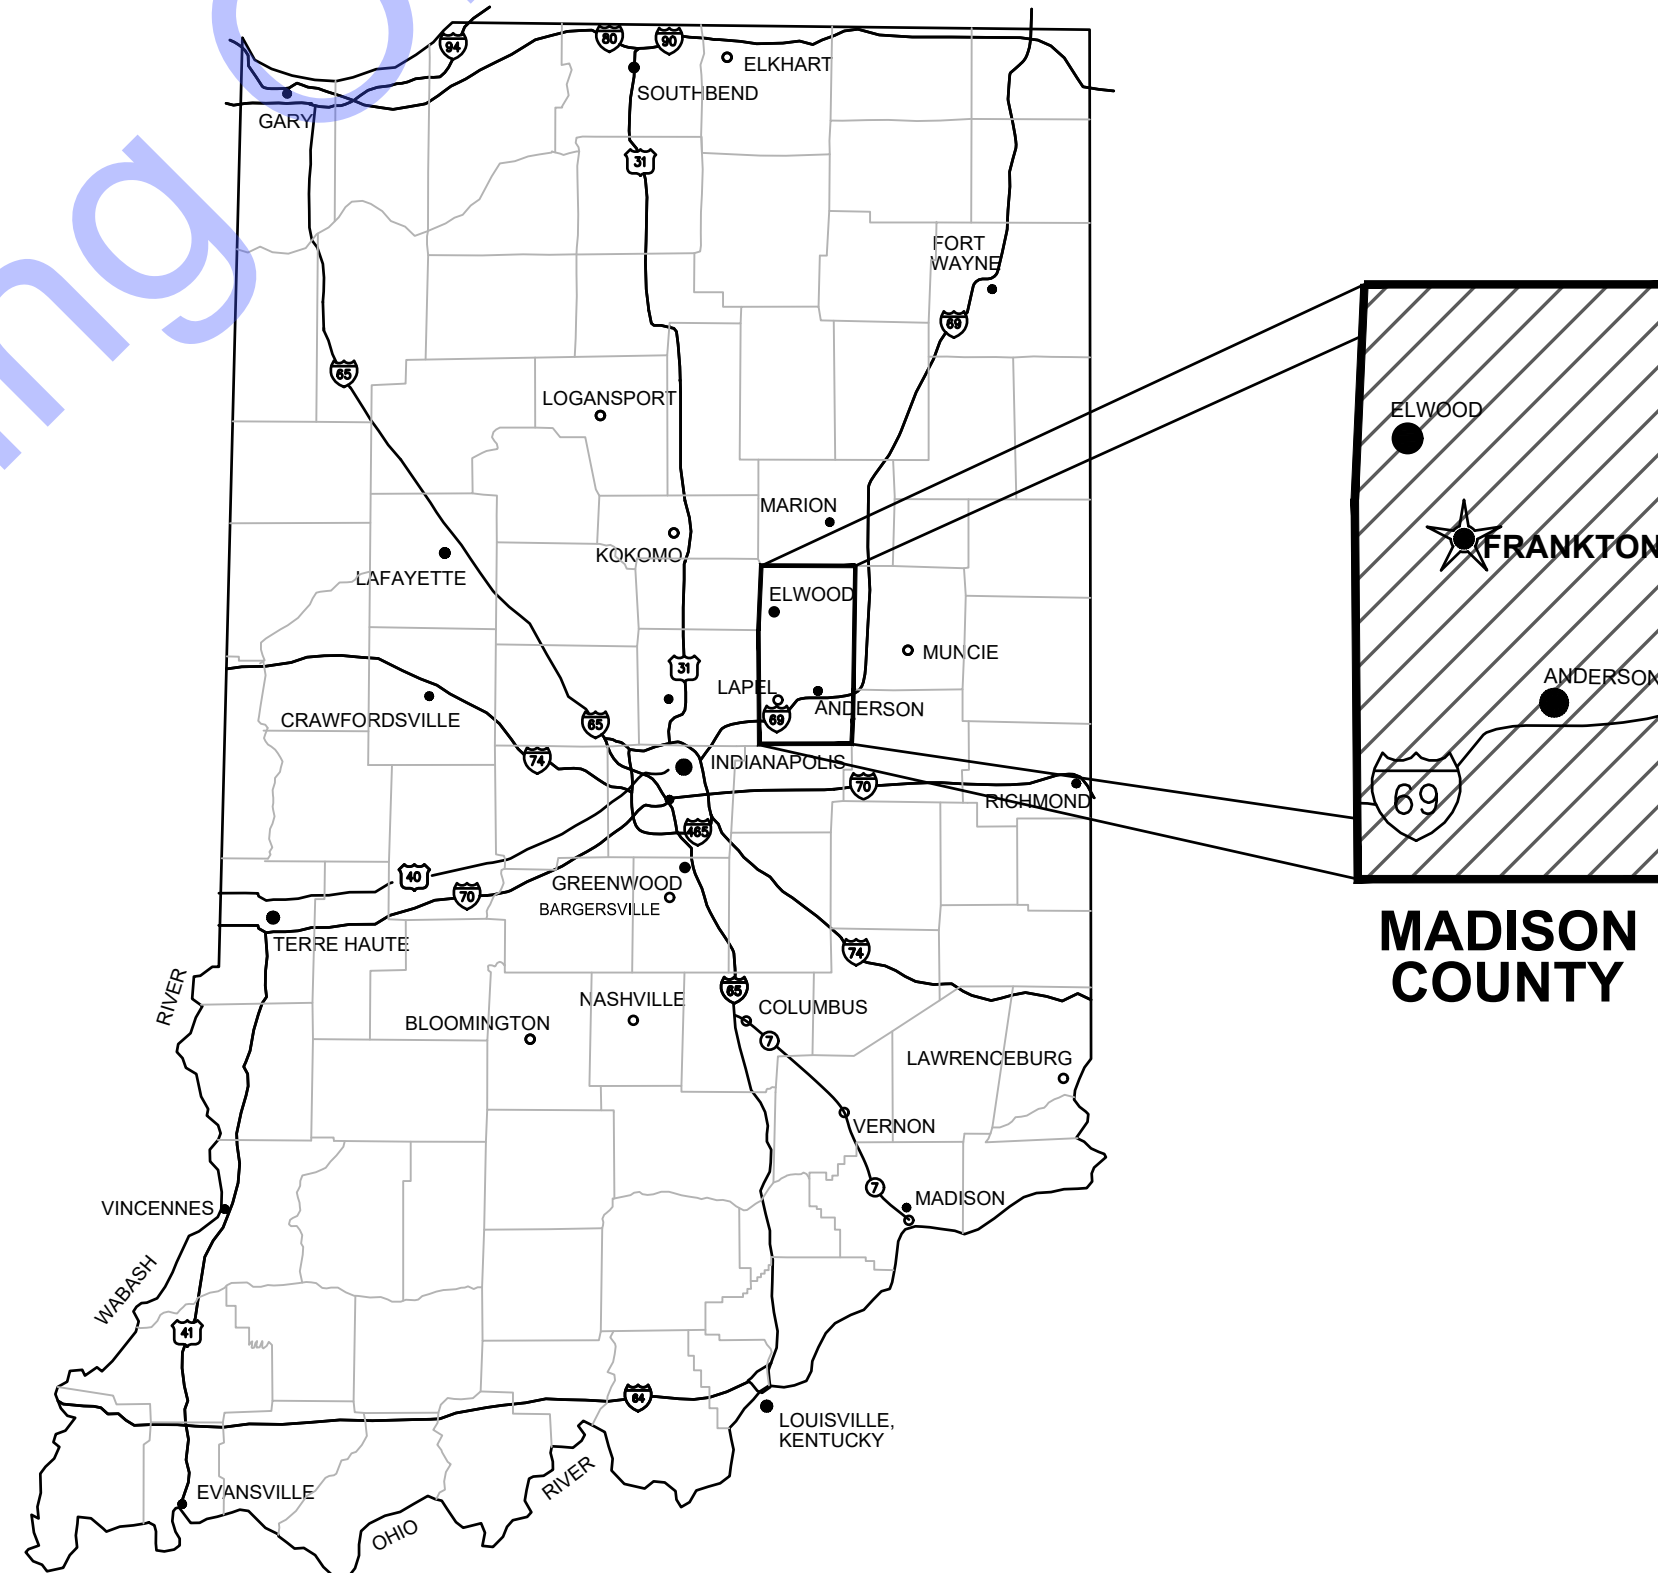 94
80
90
ELKHART
SOUTHBEND
GARY
31
FORT
WAYNE
69
65
LOGANSPORT
ELWOOD
MARION
FRANKTON
KOKOMO
LAFAYETTE
ELWOOD
MUNCIE
31
LAPEL
ANDERSON
ANDERSON
69
CRAWFORDSVILLE
65
74
INDIANAPOLIS
70
RICHMOND
69
465
40
GREENWOOD
70
BARGERSVILLE
MADISON
COUNTY
TERRE HAUTE
74
RIVER
NASHVILLE
65
COLUMBUS
BLOOMINGTON
7
LAWRENCEBURG
VERNON
7
MADISON
VINCENNES
WABASH
41
64
LOUISVILLE,
KENTUCKY
RIVER
EVANSVILLE
OHIO
ng